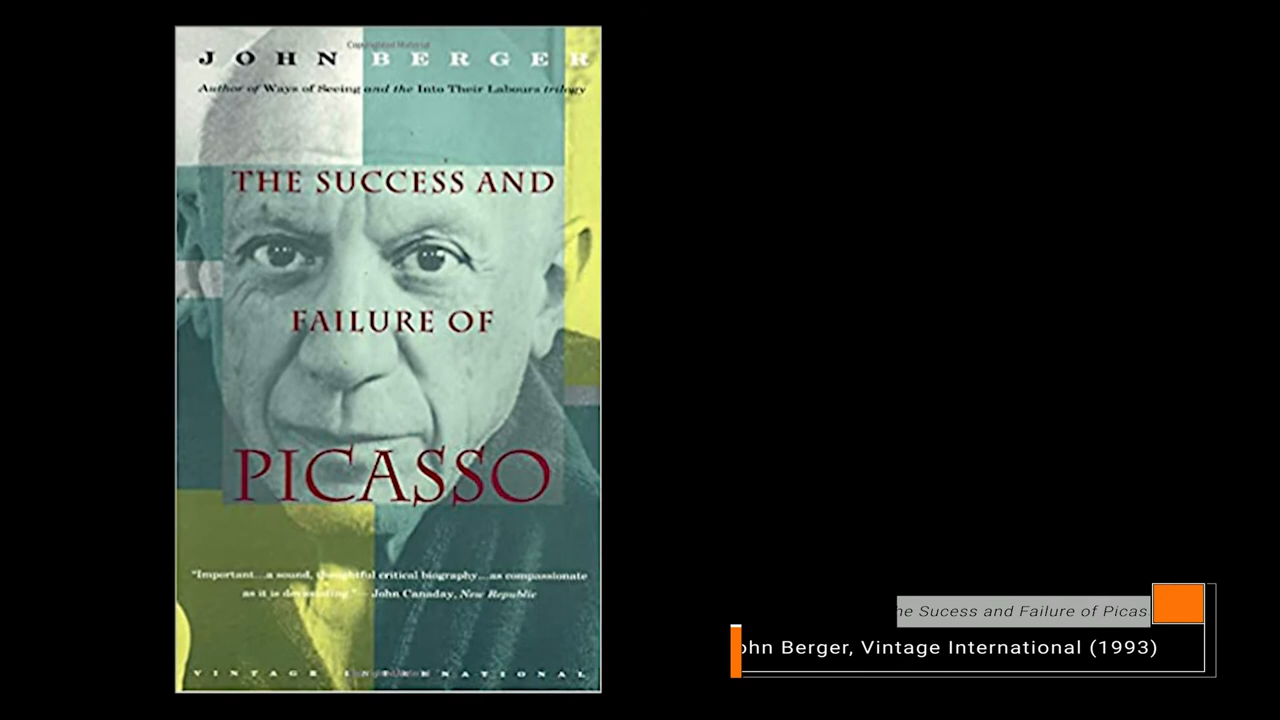 Copyrighted Material
JOHN BERGER
Author of Ways of Seeing and the Into Their Labours trilogy
THE SUCCESS AND
FAILURE OF
PICASSO
"Important...a sound, thoughtful critical biography...as compassionate
as it is devastating."—John Canaday, New Republic
VINTAGE INTERNATIONAL
he Sucess and Failure of Picas
ohn Berger, Vintage International (1993)